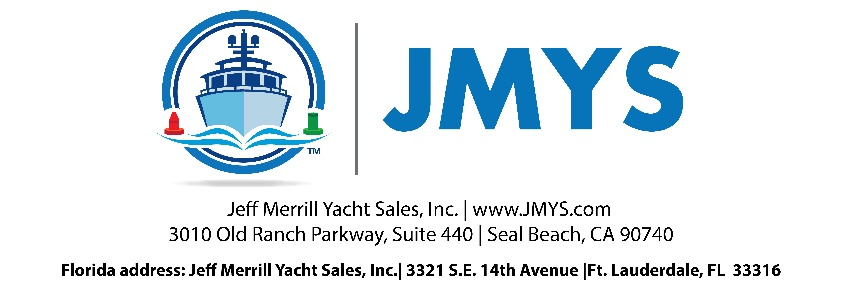 JMYS
TM
Jeff Merrill Yacht Sales, Inc. | www.JMYS.com
3010 Old Ranch Parkway, Suite 440 | Seal Beach, CA 90740
Florida address: Jeff Merrill Yacht Sales, Inc.| 3321 S.E. 14th Avenue |Ft. Lauderdale, FL  33316